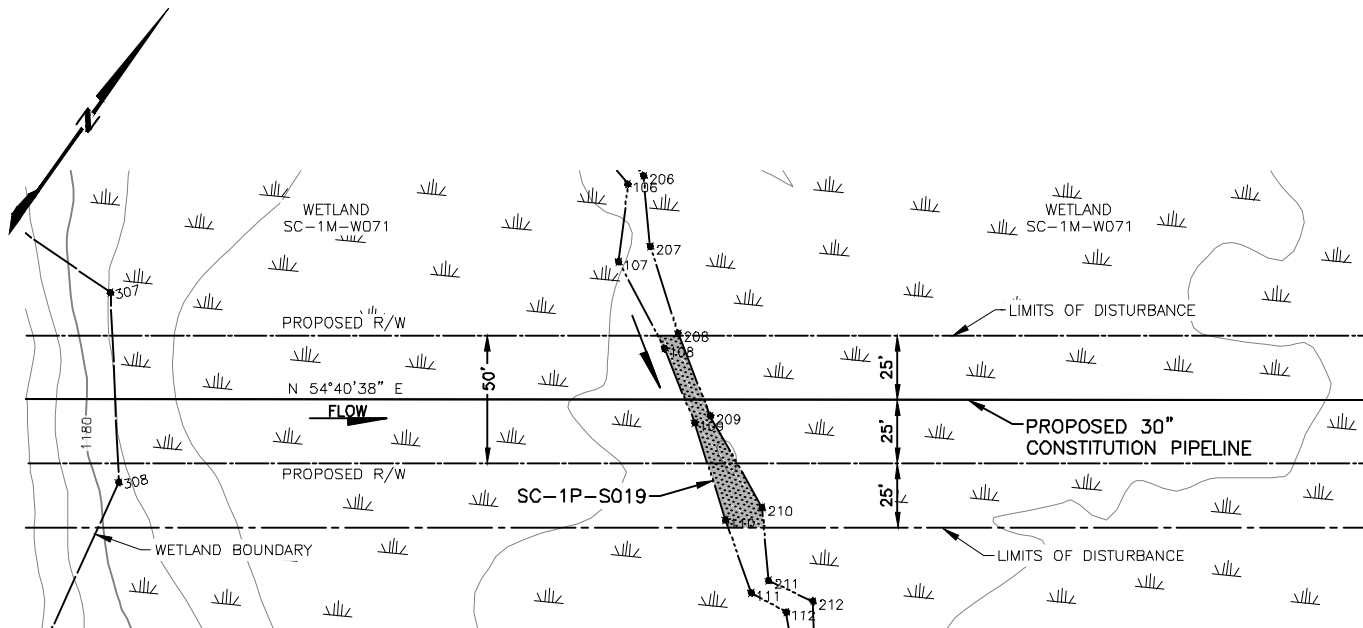 N
106
206
WETLAND
SC-1M-W071
WETLAND
SC-1M-W071
207
107
307
LIMITS OF DISTURBANCE
PROPOSED R/W
208
108
50'
25'
N 54°40'38" E
FLOW
209
109
1180
25'
PROPOSED 30"
CONSTITUTION PIPELINE
PROPOSED R/W
308
SC-1P-S019
25'
210
110
WETLAND BOUNDARY
LIMITS OF DISTURBANCE
211
111
212
112